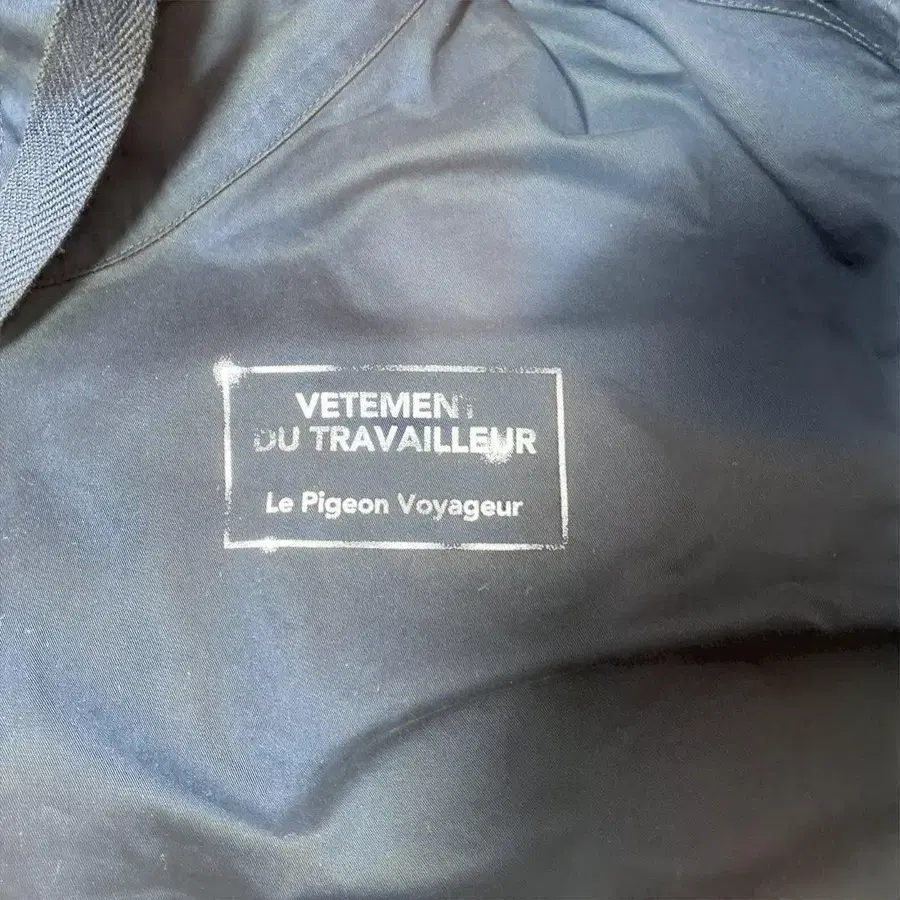 VETEMENT
DU TRAVAILLEUR
Le Pigeon Voyageur